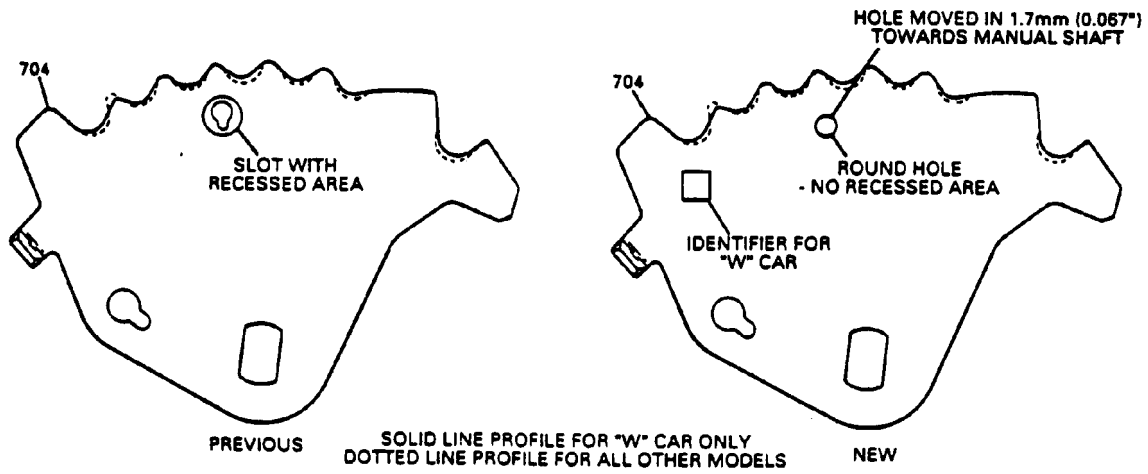 HOLE MOVED IN 1.7mm (0.067")
TOWARDS MANUAL SHAFT
704
SLOT WITH
RECESSED AREA
704
ROUND HOLE
- NO RECESSED AREA
IDENTIFIER FOR
"W" CAR
PREVIOUS
NEW
SOLID LINE PROFILE FOR "W" CAR ONLY
DOTTED LINE PROFILE FOR ALL OTHER MODELS